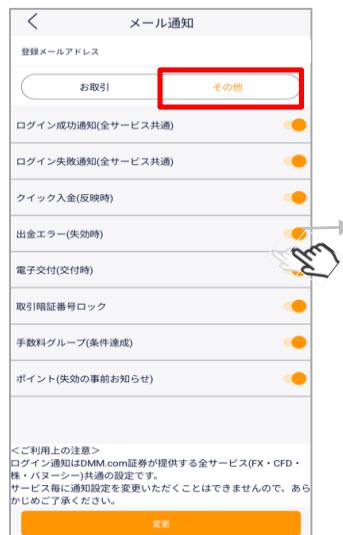 メール通知
登録メールアドレス
お取引
その他
ログイン成功通知(全サービス共通)
ログイン失敗通知(全サービス共通)
クイック入金(反映時)
出金エラー(失効時)
電子交付(交付時)
取引暗証番号ロック
手数料グループ(条件達成)
ポイント(失効の事前お知らせ)
＜ご利用上の注意＞
ログイン通知はDMM.com証券が提供する全サービス(FX・CFD・
株・バヌーシー)共通の設定です。
サービス毎に通知設定を変更いただくことはできませんので、あら
かじめご了承ください。
変更